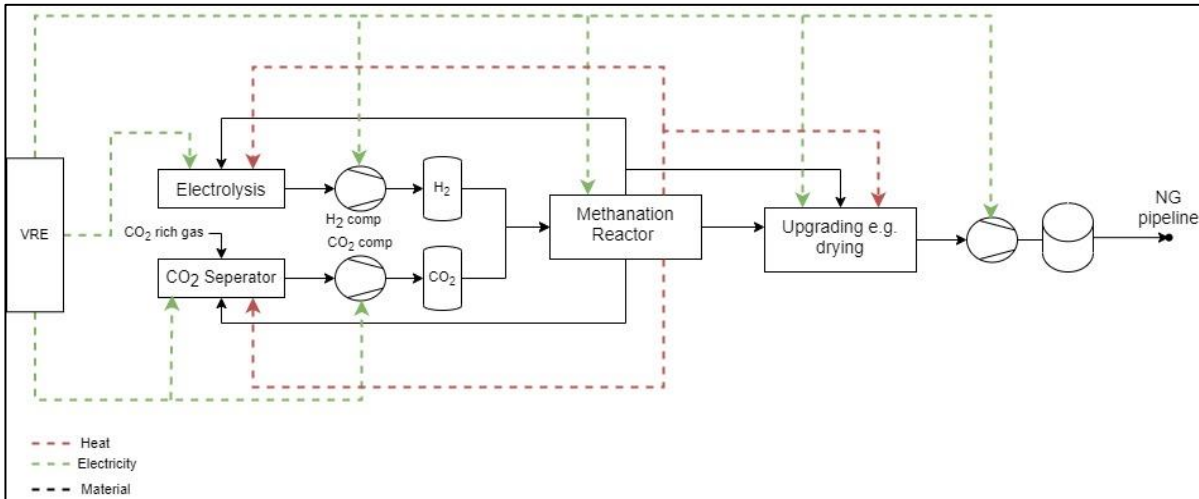 VRE
Electrolysis
H2 comp
H2
CO2 rich gas
CO2 Seperator
CO2 comp
CO2
Methanation
Reactor
Upgrading e.g.
drying
NG
pipeline
Heat
Electricity
Material